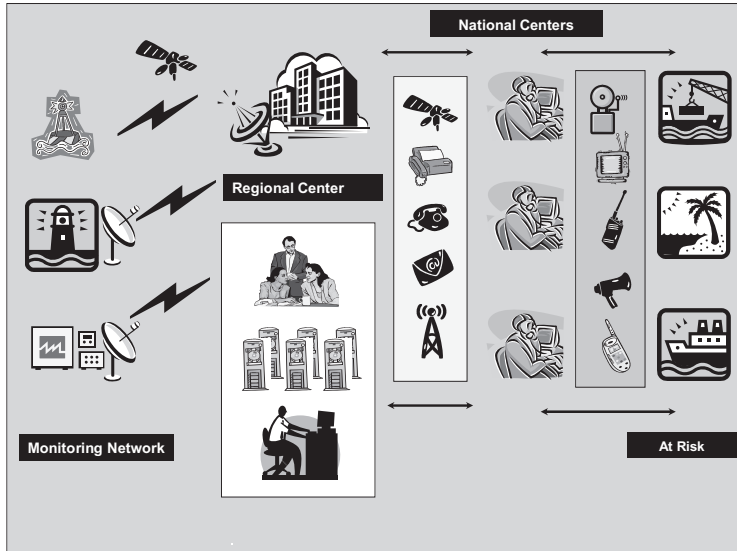 National Centers
Regional Center
Monitoring Network
At Risk